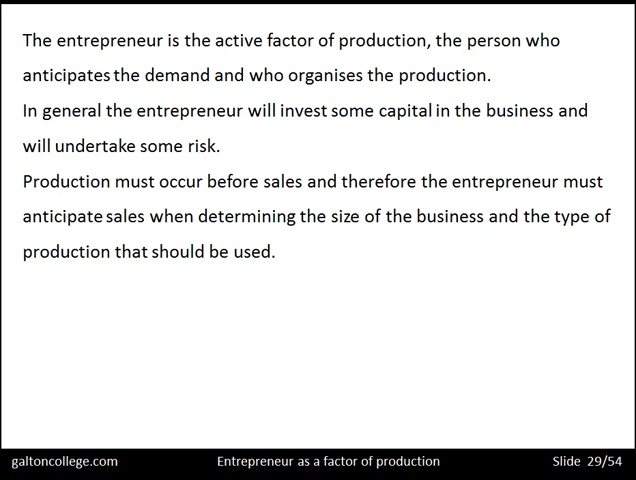 The entrepreneur is the active factor of production, the person who
anticipates the demand and who organises the production.
In general the entrepreneur will invest some capital in the business and
will undertake some risk.
Production must occur before sales and therefore the entrepreneur must
anticipate sales when determining the size of the business and the type of
production that should be used.
galtoncollege.com Entrepreneur as a factor of production Slide 29/54